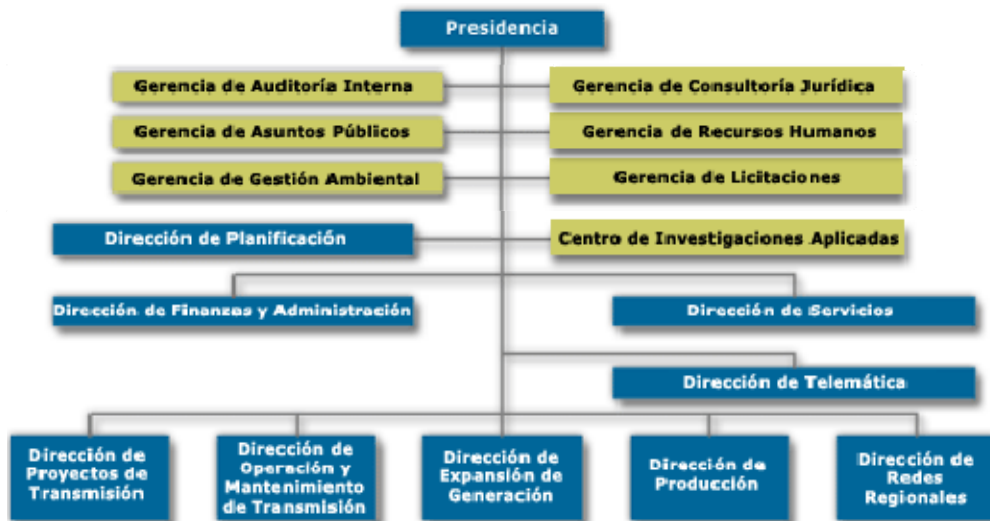 Presidencia
Gerencia de Auditoría Interna
Gerencia de Consultoría Jurídica
Gerencia de Asuntos Públicos
Gerencia de Recursos Humanos
Gerencia de Gestión Ambiental
Gerencia de Licitaciones
Dirección de Planificación
Centro de Investigaciones Aplicadas
Dirección de Finanzas y Administración
Dirección de Servicios
Dirección de Telemática
Dirección de
Proyectos de
Transmisión
Dirección de
Operación y
Mantenimiento
de Transmisión
Dirección de
Expansión de
Generación
Dirección de
Producción
Dirección de
Redes
Regionales